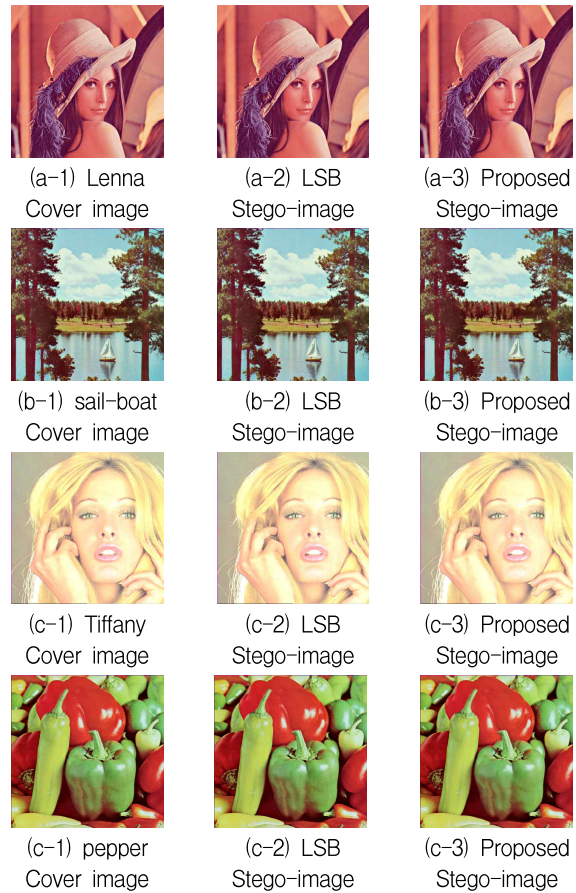 (a-1) Lenna
Cover image
(a-2) LSB
Stego-image
(a-3) Proposed
Stego-image
(b-1) sail-boat
Cover image
(b-2) LSB
Stego-image
(b-3) Proposed
Stego-image
(c-1) Tiffany
Cover image
(c-2) LSB
Stego-image
(c-3) Proposed
Stego-image
(c-1) pepper
Cover image
(c-2) LSB
Stego-image
(c-3) Proposed
Stego-image